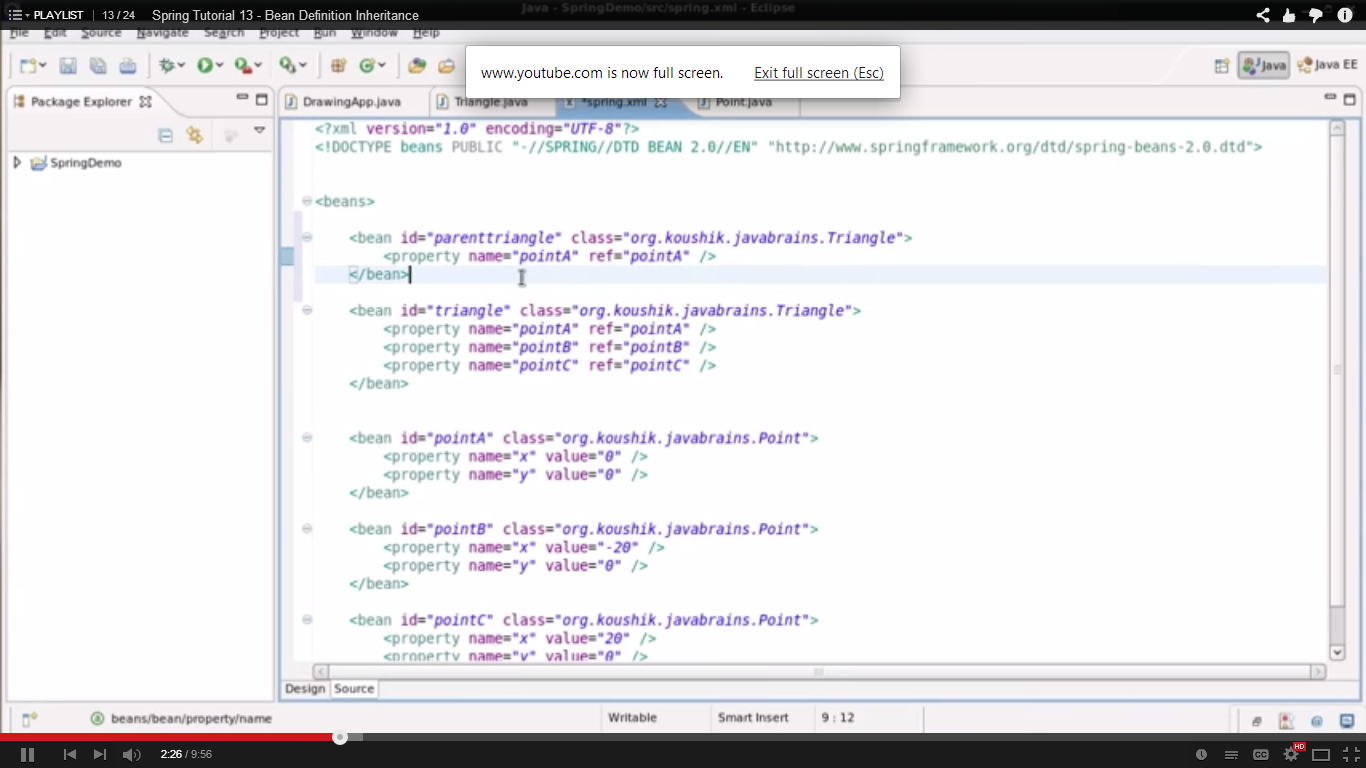 Java - SpringDemo/src/spring.xml - Eclipse
PLAYLIST 13 / 24 Spring Tutorial 13 - Bean Definition Inheritance
File Edit Source Navigate Search Project Run Window Help
www.youtube.com is now full screen. Exit full screen (Esc)
Java Java EE
Package Explorer
DrawingApp.java Triangle.java *spring.xml Point.java
SpringDemo
<?xml version="1.0" encoding="UTF-8"?>
<!DOCTYPE beans PUBLIC "-//SPRING//DTD BEAN 2.0//EN" "http://www.springframework.org/dtd/spring-beans-2.0.dtd">
<beans>
<bean id="parenttriangle" class="org.koushik.javabrains.Triangle">
<property name="pointA" ref="pointA" />
</bean>
<bean id="triangle" class="org.koushik.javabrains.Triangle">
<property name="pointA" ref="pointA" />
<property name="pointB" ref="pointB" />
<property name="pointC" ref="pointC" />
</bean>
<bean id="pointA" class="org.koushik.javabrains.Point">
<property name="x" value="0" />
<property name="y" value="0" />
</bean>
<bean id="pointB" class="org.koushik.javabrains.Point">
<property name="x" value="-20" />
<property name="y" value="0" />
</bean>
<bean id="pointC" class="org.koushik.javabrains.Point">
<property name="x" value="20" />
<property name="y" value="0" />
Design Source
beans/bean/property/name Writable Smart Insert 9 : 12
2:26 / 9:56 CC HD